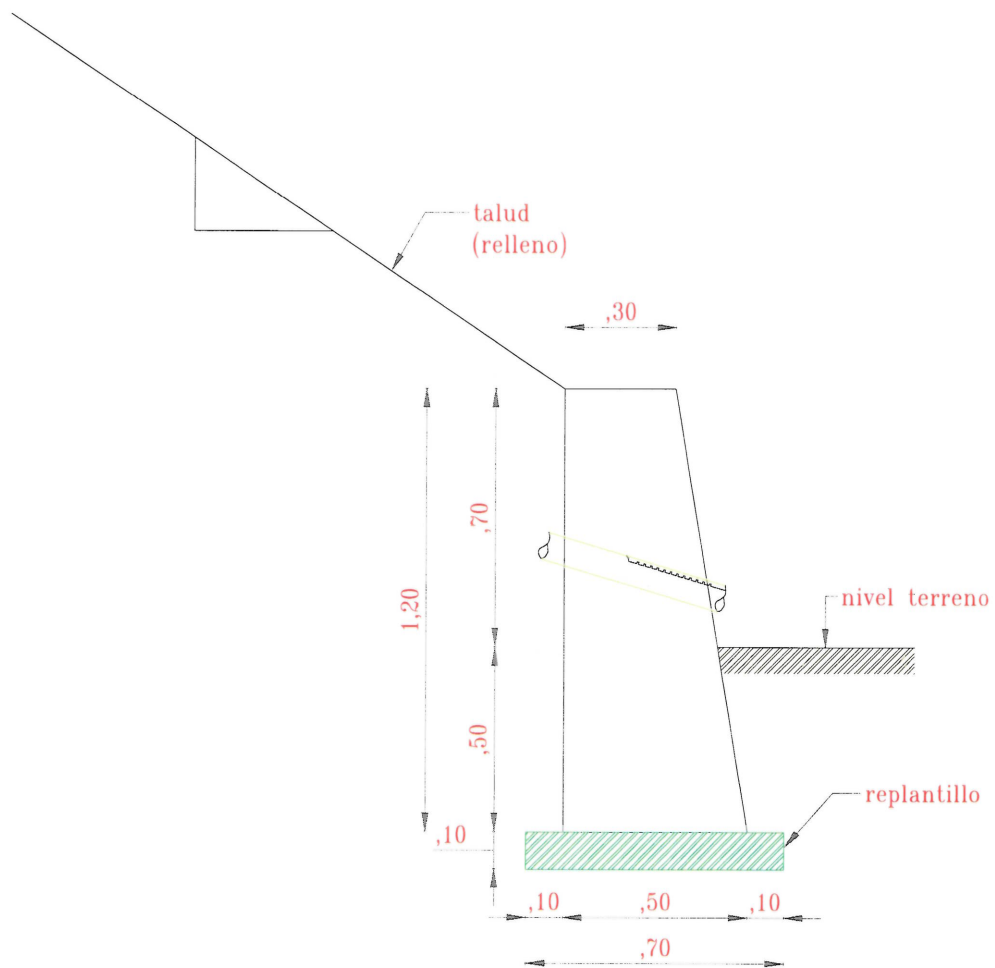 talud
(relleno)
,30
,70
1,20
nivel terreno
,50
replantillo
,10
,10
,50
,10
,70